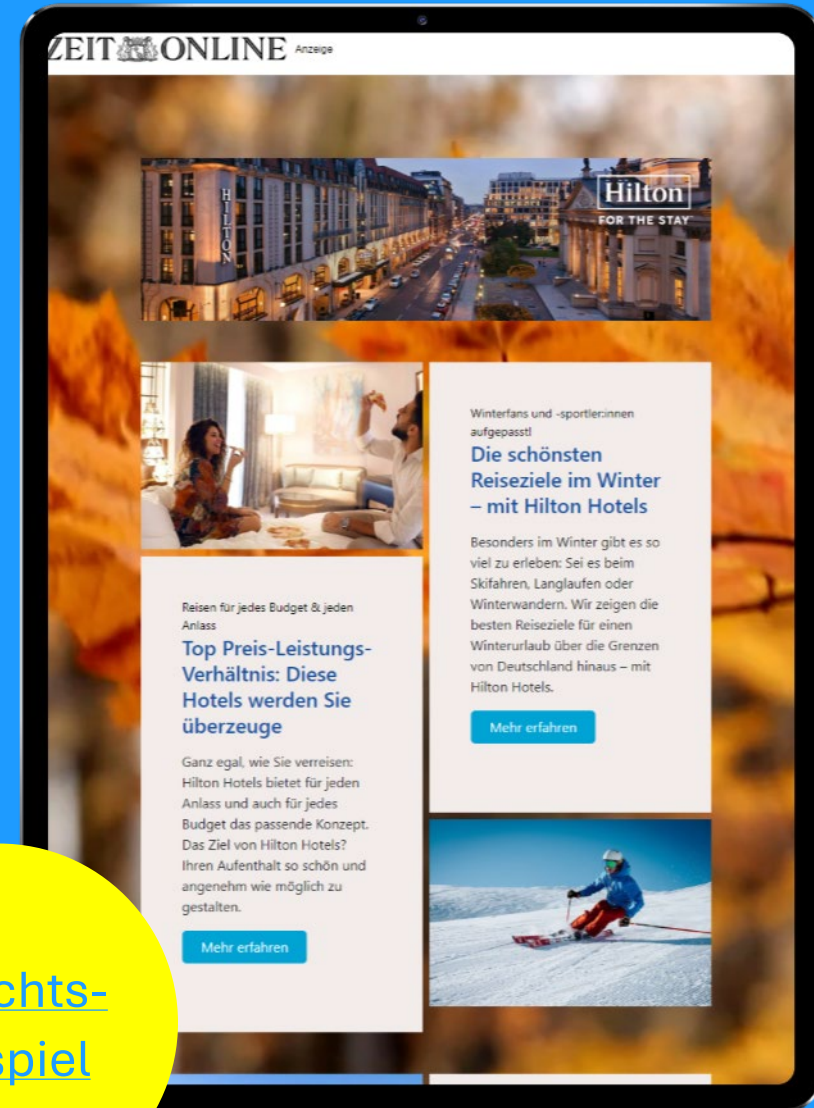 ZEIT ONLINE Anzeige
HILTON
Hilton
FOR THE STAY
Winterfans und -sportler:innen
aufgepasst!
Die schönsten
Reiseziele im Winter
– mit Hilton Hotels
Besonders im Winter gibt es so
viel zu erleben: Sei es beim
Skifahren, Langlaufen oder
Winterwandern. Wir zeigen die
besten Reiseziele für einen
Winterurlaub über die Grenzen
von Deutschland hinaus – mit
Hilton Hotels.
Mehr erfahren
Reisen für jedes Budget & jeden
Anlass
Top Preis-Leistungs-
Verhältnis: Diese
Hotels werden Sie
überzeuge
Ganz egal, wie Sie verreisen:
Hilton Hotels bietet für jeden
Anlass und auch für jedes
Budget das passende Konzept.
Das Ziel von Hilton Hotels?
Ihren Aufenthalt so schön und
angenehm wie möglich zu
gestalten.
Mehr erfahren
chts-
spiel